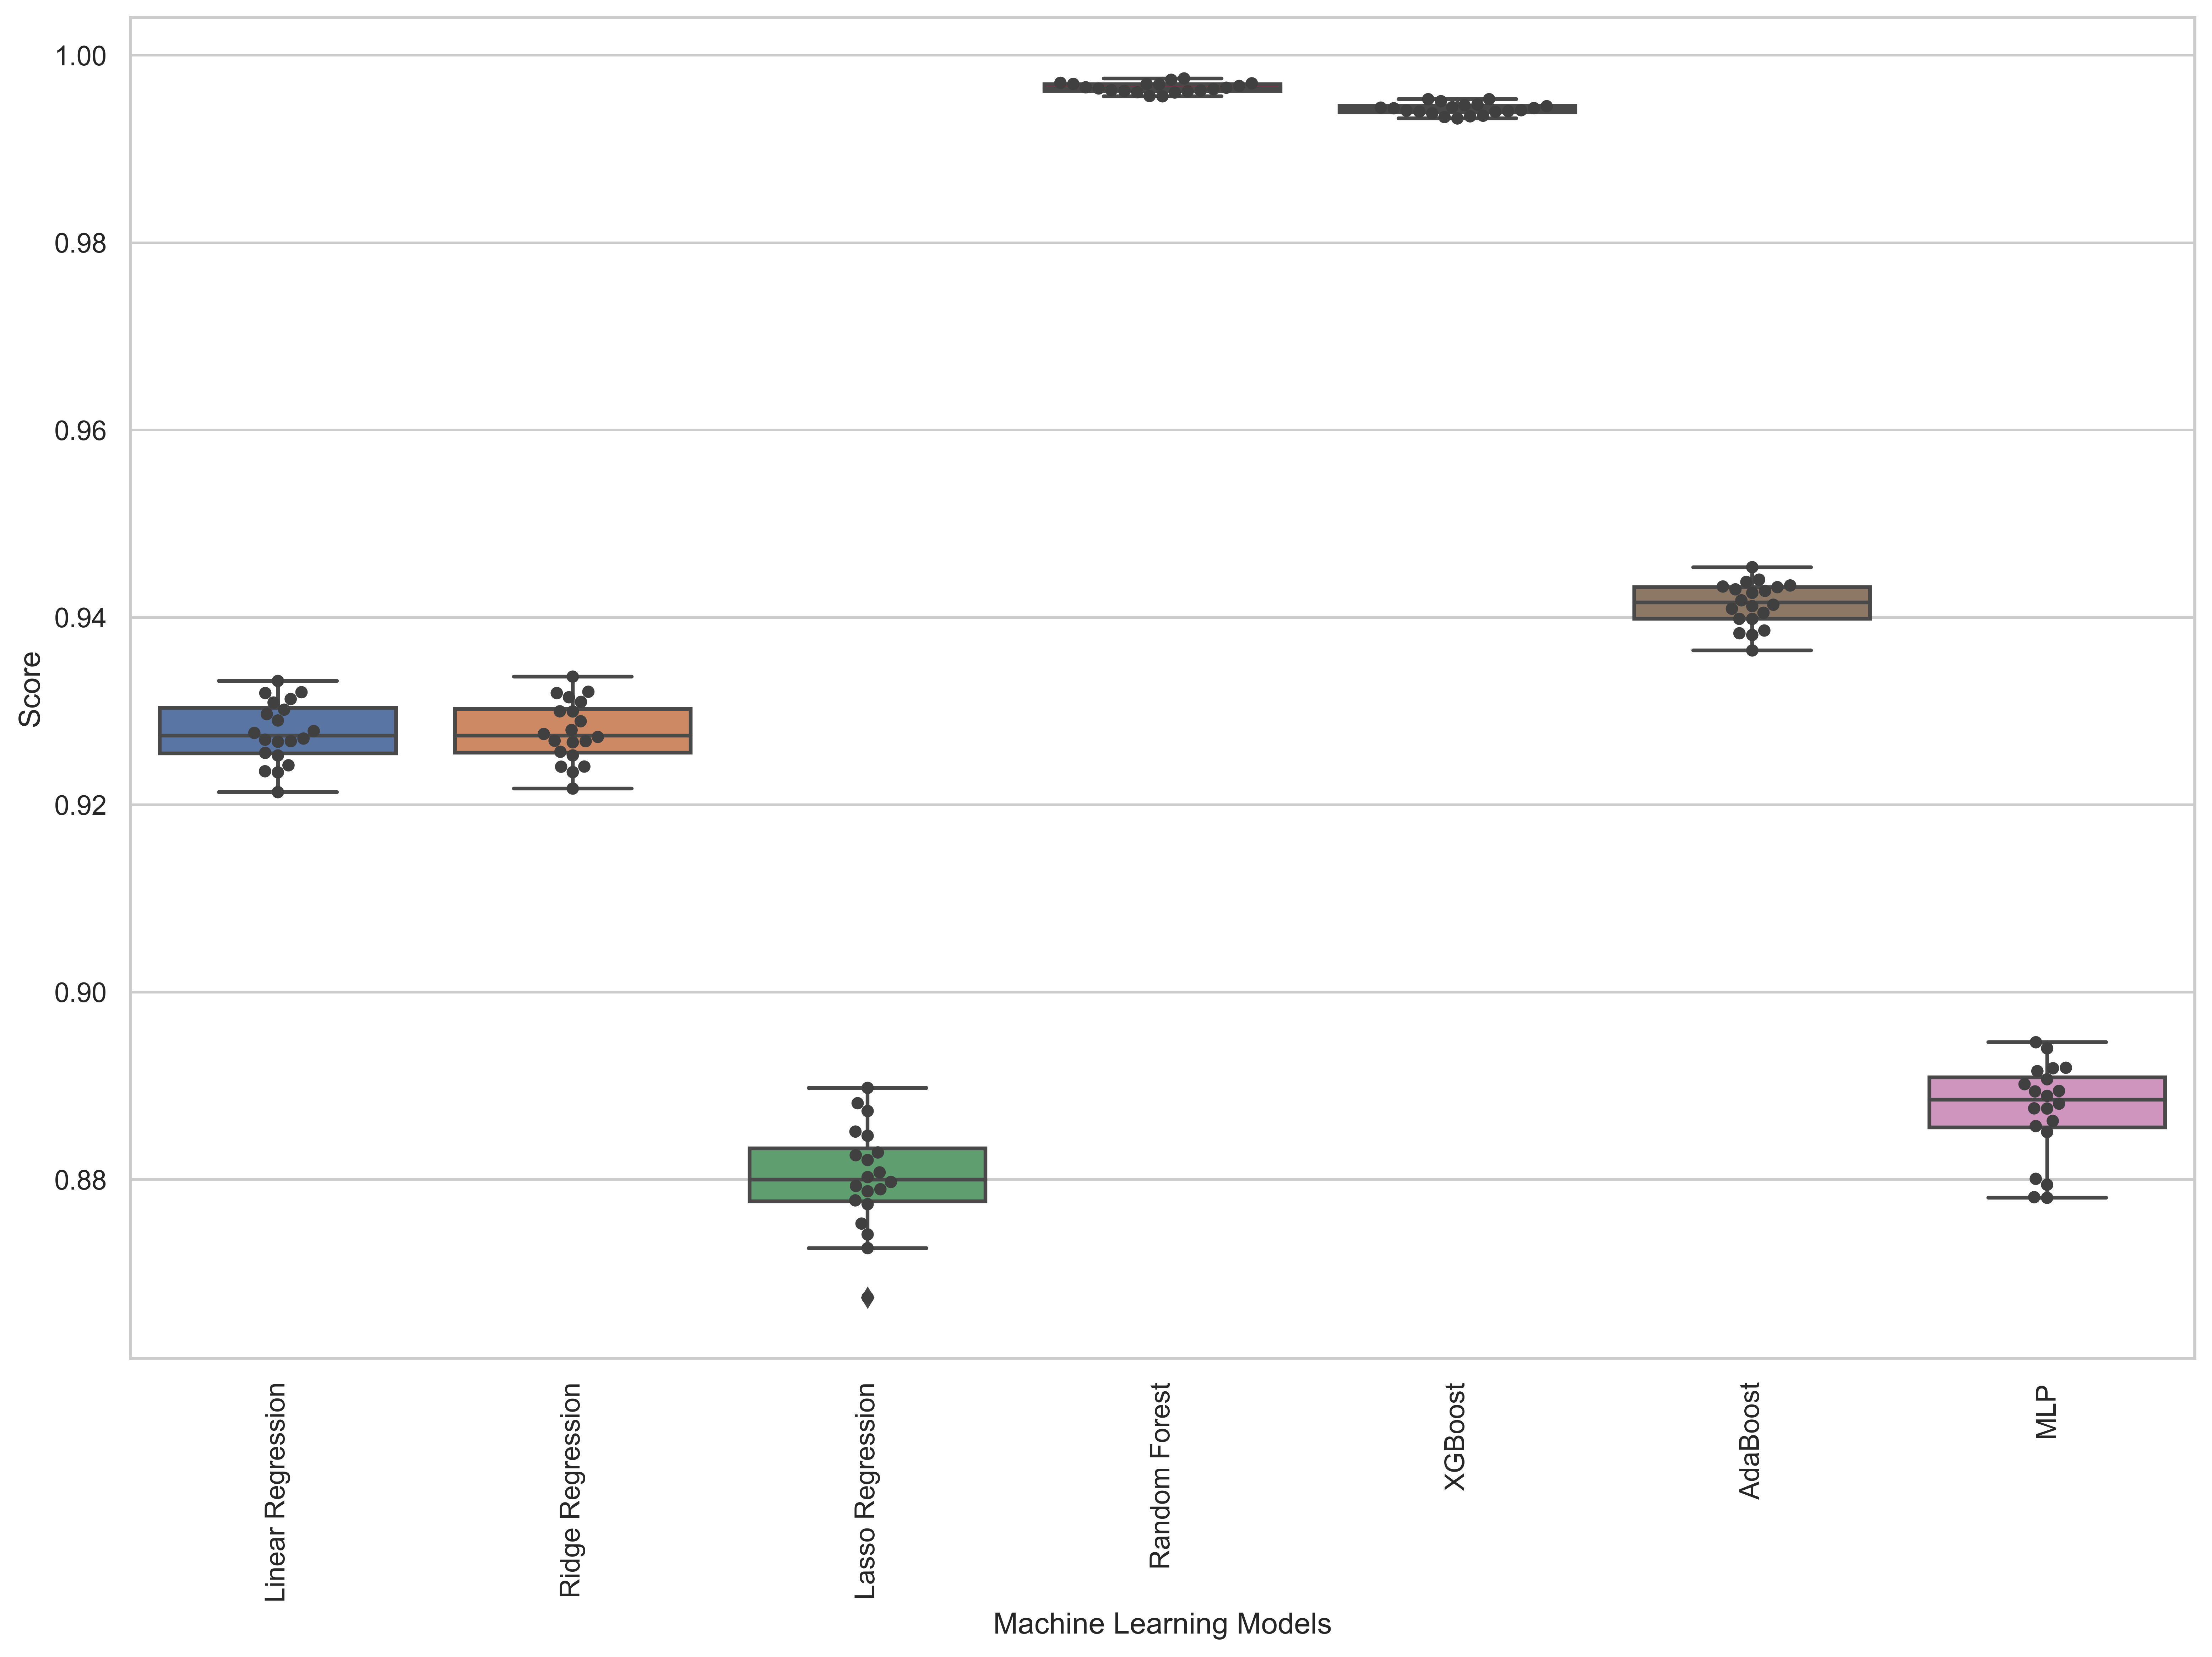 1.00
0.98
0.96
0.94
0.92
0.90
0.88
Score
Linear Regression
Ridge Regression
Lasso Regression
Random Forest
XGBoost
AdaBoost
MLP
Machine Learning Models